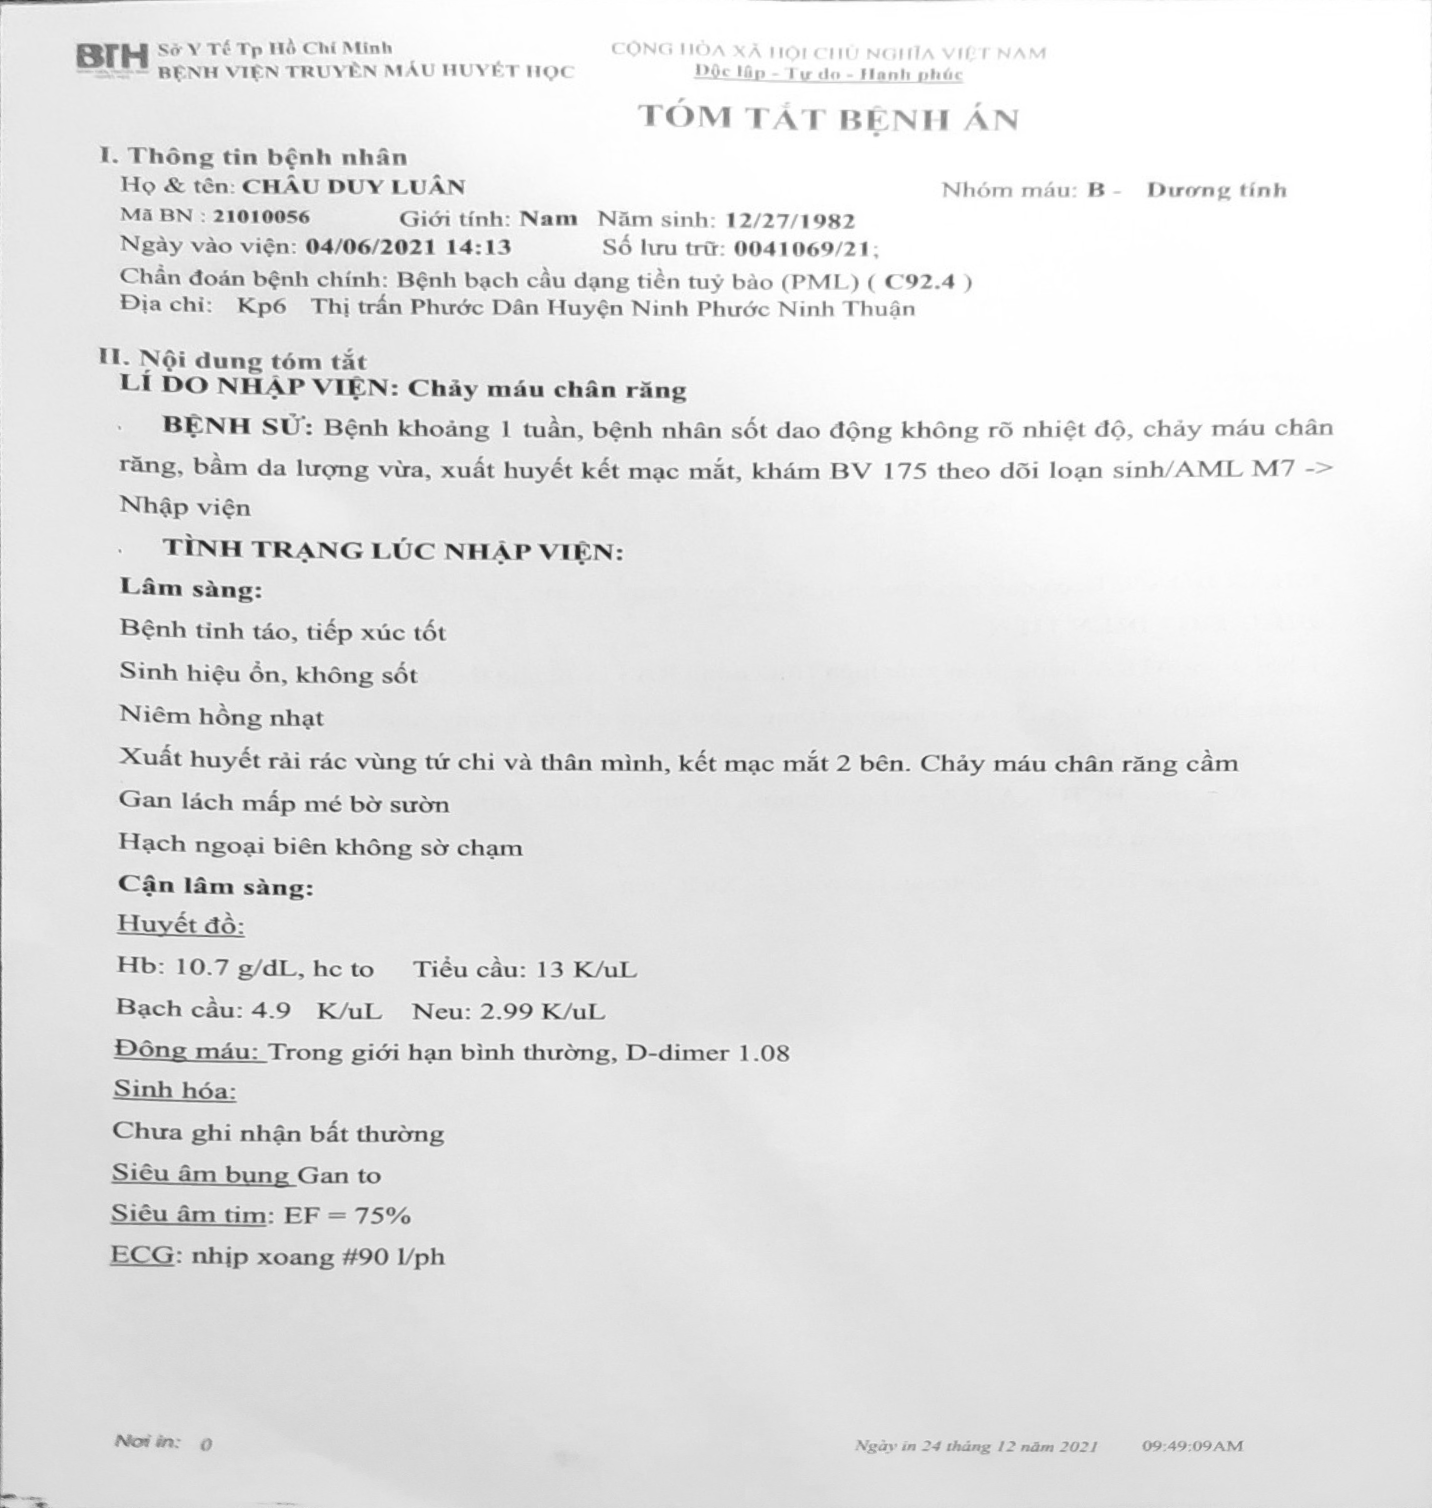 BTH Sở Y Tế Tp Hồ Chí Minh
BỆNH VIỆN TRUYỀN MÁU HUYẾT HỌC
CỘNG HÒA XÃ HỘI CHỦ NGHĨA VIỆT NAM
Độc lập - Tự do - Hạnh phúc
TÓM TẮT BỆNH ÁN
I. Thông tin bệnh nhân
Họ & tên: CHÂU DUY LUÂN Nhóm máu: B - Dương tính
Mã BN : 21010056 Giới tính: Nam Năm sinh: 12/27/1982
Ngày vào viện: 04/06/2021 14:13 Số lưu trữ: 0041069/21;
Chẩn đoán bệnh chính: Bệnh bạch cầu dạng tiền tuỷ bào (PML) ( C92.4 )
Địa chỉ: Kp6 Thị trấn Phước Dân Huyện Ninh Phước Ninh Thuận
II. Nội dung tóm tắt
LÍ DO NHẬP VIỆN: Chảy máu chân răng
. BỆNH SỬ: Bệnh khoảng 1 tuần, bệnh nhân sốt dao động không rõ nhiệt độ, chảy máu chân
răng, bầm da lượng vừa, xuất huyết kết mạc mắt, khám BV 175 theo dõi loạn sinh/AML M7 ->
Nhập viện
. TÌNH TRẠNG LÚC NHẬP VIỆN:
Lâm sàng:
Bệnh tỉnh táo, tiếp xúc tốt
Sinh hiệu ổn, không sốt
Niêm hồng nhạt
Xuất huyết rải rác vùng tứ chi và thân mình, kết mạc mắt 2 bên. Chảy máu chân răng cầm
Gan lách mấp mé bờ sườn
Hạch ngoại biên không sờ chạm
Cận lâm sàng:
Huyết đồ:
Hb: 10.7 g/dL, hc to Tiểu cầu: 13 K/uL
Bạch cầu: 4.9 K/uL Neu: 2.99 K/uL
Đông máu: Trong giới hạn bình thường, D-dimer 1.08
Sinh hóa:
Chưa ghi nhận bất thường
Siêu âm bụng Gan to
Siêu âm tim: EF = 75%
ECG: nhịp xoang #90 l/ph
Nơi in: 0
Ngày in 24 tháng 12 năm 2021 09:49:09AM